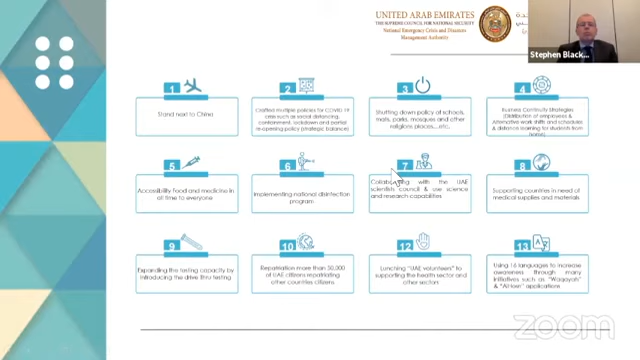 UNITED ARAB EMIRATES
THE SUPREME COUNCIL FOR NATIONAL SECURITY
National Emergency Crisis and Disasters
Management Authority
Stephen Black...
1
Stand next to China
2
Crafted multiple policies for COVID 19
crisis such as social distancing,
containment, lockdown and partial
re-opening policy (strategic balance)
3
Shutting down policy of schools,
malls, parks, mosques and other
religious places....etc.
4
Business Continuity Strategies
(Distribution of employees &
Alternative work shifts and schedules
& distance learning for students from
home)
5
Accessibility food and medicine in
all time to everyone
6
Implementing national disinfection
program
7
Collaborating with the UAE
scientists council & use science
and research capabilities
8
Supporting countries in need of
medical supplies and materials
9
Expanding the testing capacity by
introducing the drive thru testing
10
Repatriation more than 30,000
of UAE citizens repatriating
other countries citizens
12
Lunching "UAE volunteers" to
supporting the health sector and
other sectors
13
Using 16 languages to increase
awareness through many
initiatives such as "Waqayah"
& applications
zoom